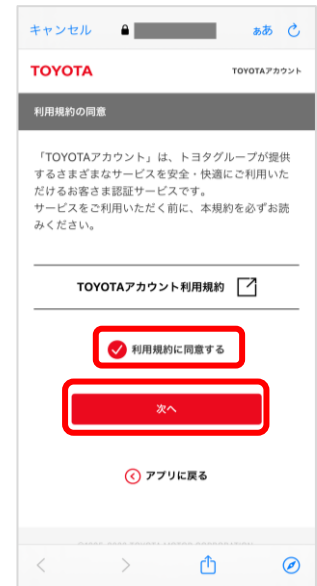 キャンセル
ぁあ
TOYOTA
TOYOTAアカウント
利用規約の同意
「TOYOTAアカウント」は、トヨタグループが提供
するさまざまなサービスを安全・快適にご利用いた
だけるお客さま認証サービスです。
サービスをご利用いただく前に、本規約を必ずお読
みください。
TOYOTAアカウント利用規約
利用規約に同意する
次へ
アプリに戻る